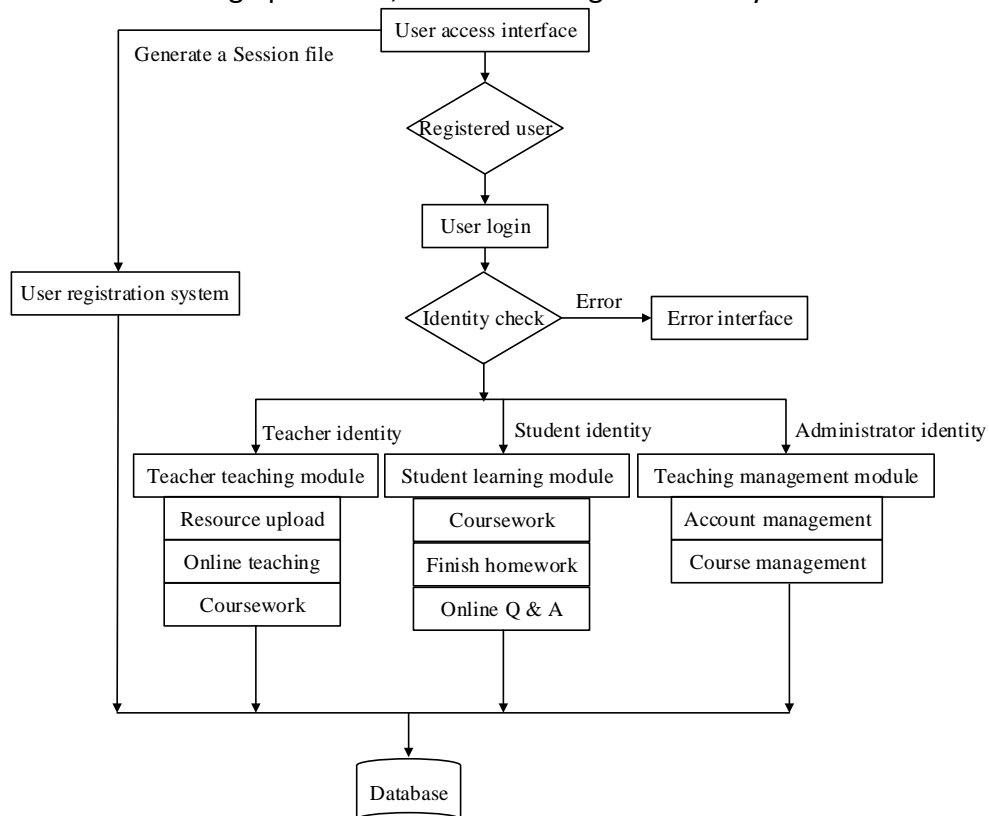 User access interface
Generate a Session file
Registered user
User login
User registration system
Identity check
Error
Error interface
Teacher identity
Student identity
Administrator identity
Teacher teaching module
Student learning module
Teaching management module
Resource upload
Coursework
Account management
Online teaching
Finish homework
Course management
Coursework
Online Q & A
Database